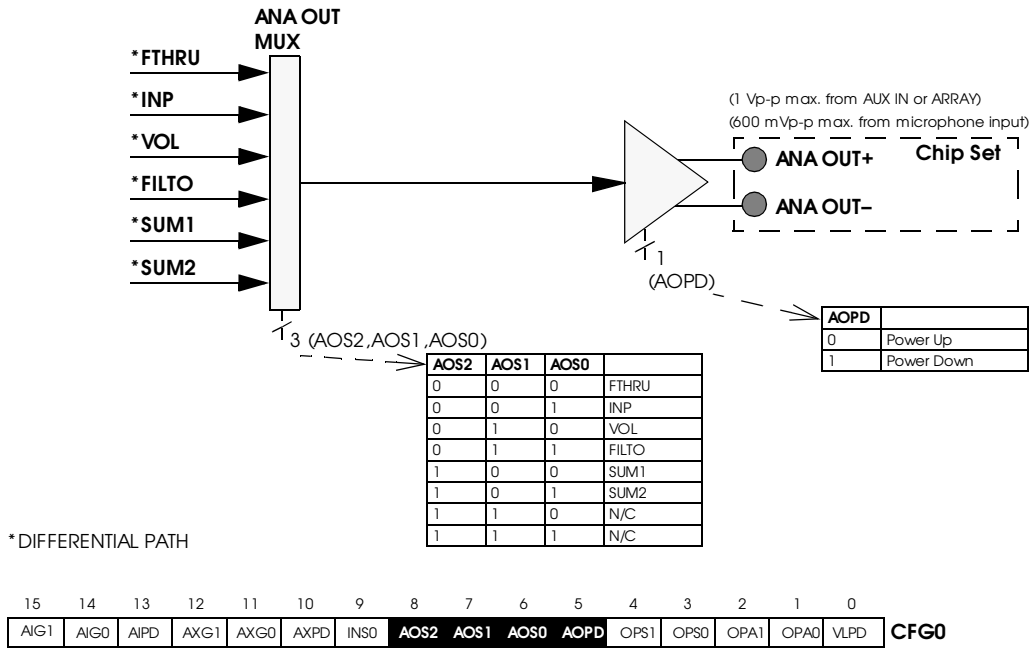 ANA OUT
MUX
*FTHRU
*INP
*VOL
*FILTO
*SUM1
*SUM2
(1 Vp-p max. from AUX IN or ARRAY)
(600 mVp-p max. from microphone input)
Chip Set
ANA OUT+
ANA OUT–
1
(AOPD)
3 (AOS2,AOS1,AOS0)
AOPD
0 Power Up
1 Power Down
AOS2 AOS1 AOS0
0 0 0 FTHRU
0 0 1 INP
0 1 0 VOL
0 1 1 FILTO
1 0 0 SUM1
1 0 1 SUM2
1 1 0 N/C
1 1 1 N/C
*DIFFERENTIAL PATH
15 14 13 12 11 10 9 8 7 6 5 4 3 2 1 0
AIG1 AIG0 AIPD AXG1 AXG0 AXPD INS0 AOS2 AOS1 AOS0 AOPD OPS1 OPS0 OPA1 OPA0 VLPD CFG0